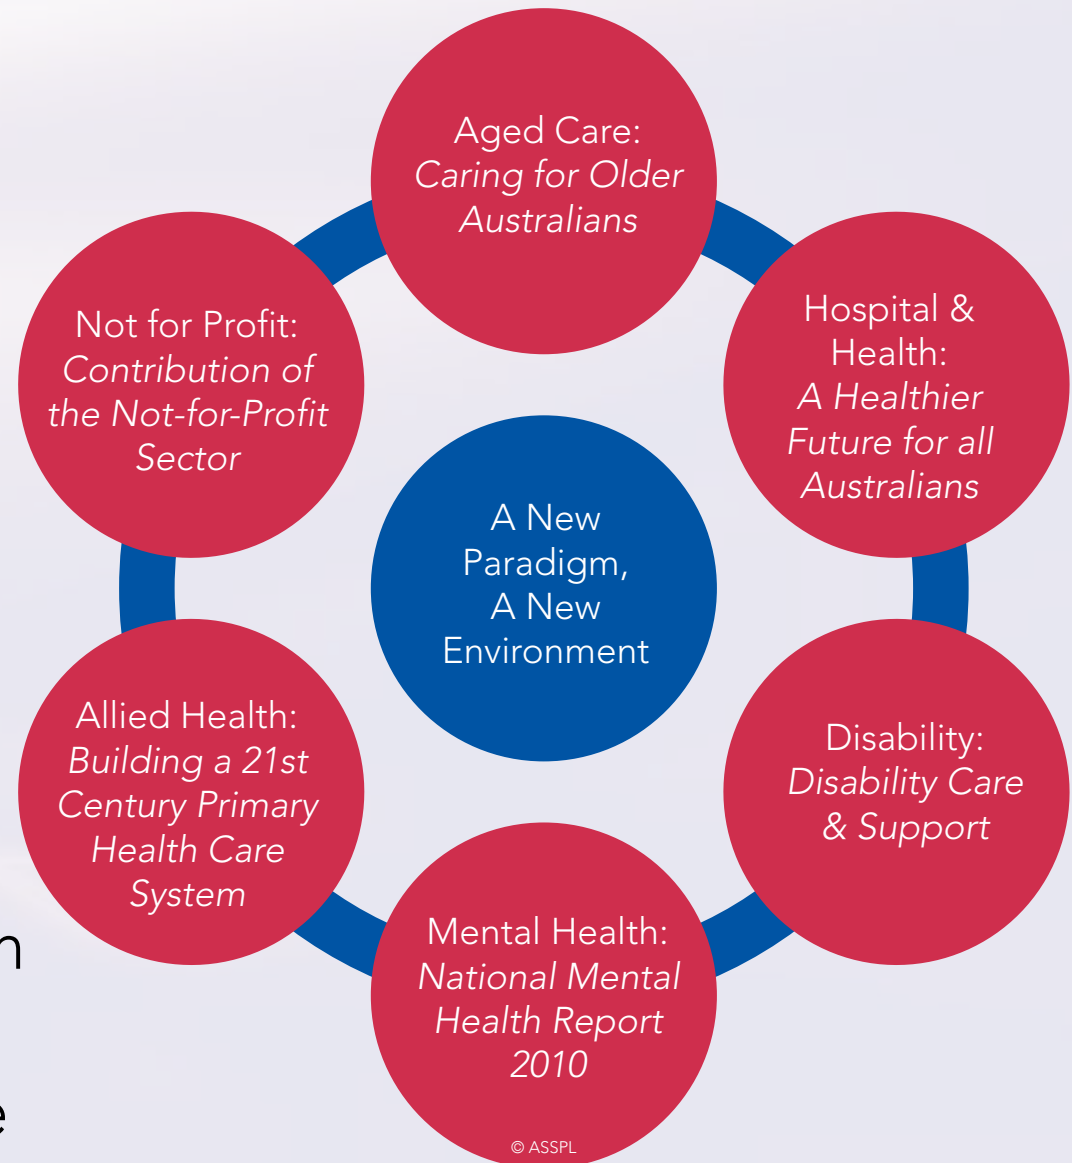 Aged Care:
Caring for Older
Australians
Hospital &
Health:
A Healthier
Future for all
Australians
Disability:
Disability Care
& Support
Mental Health:
National Mental
Health Report
2010
Allied Health:
Building a 21st
Century Primary
Health Care
System
Not for Profit:
Contribution of
the Not-for-Profit
Sector
A New
Paradigm,
A New
Environment
© ASSPL